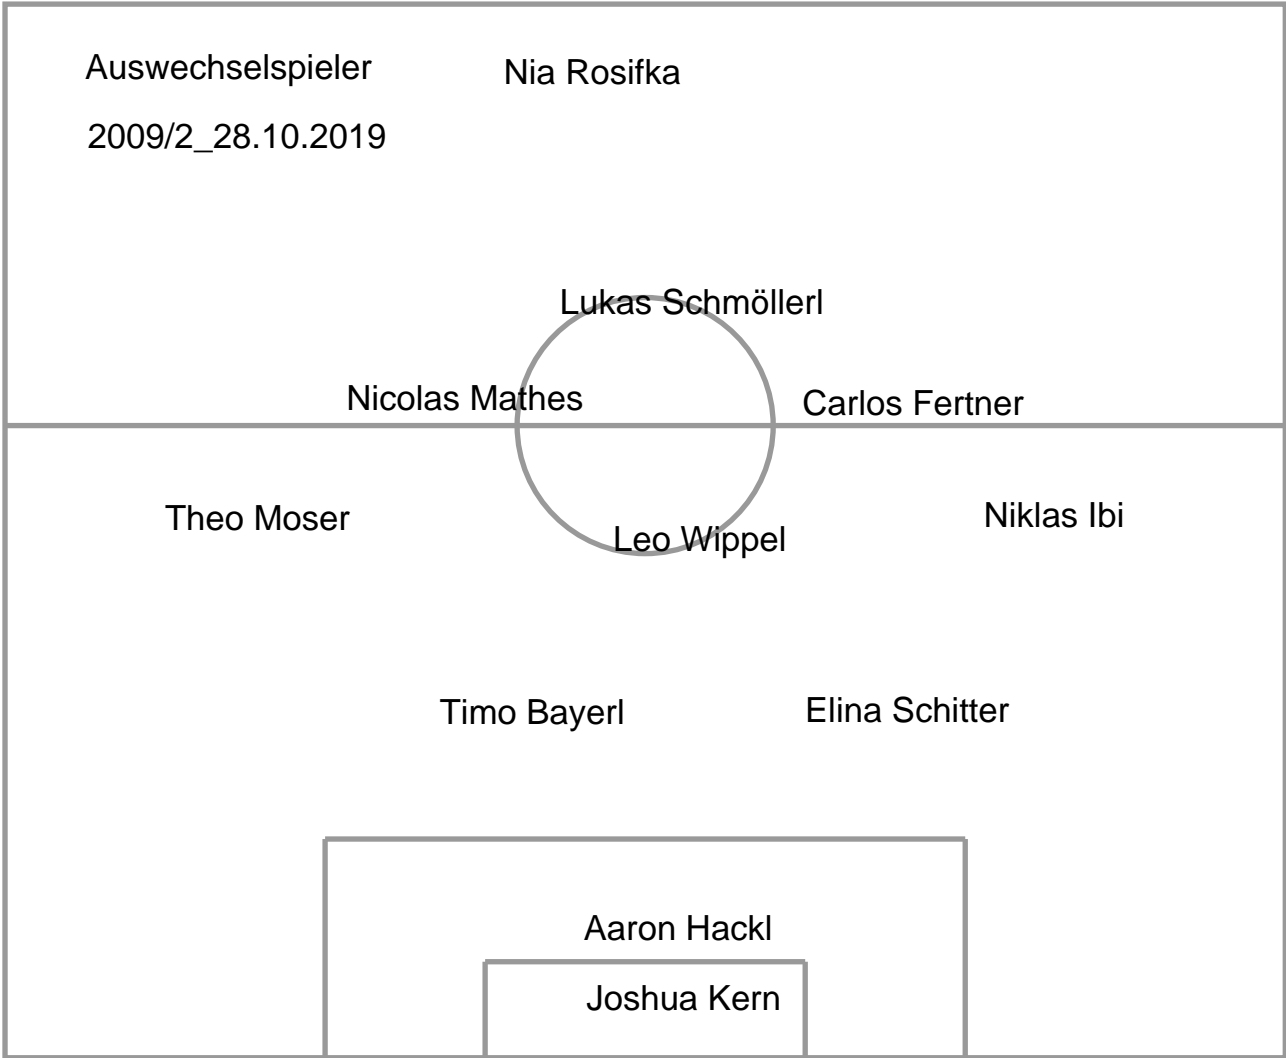 Auswechselspieler
Nia Rosifka
2009/2_28.10.2019
Lukas Schmöllerl
Nicolas Mathes
Carlos Fertner
Theo Moser
Leo Wippel
Niklas Ibi
Timo Bayerl
Elina Schitter
Aaron Hackl
Joshua Kern